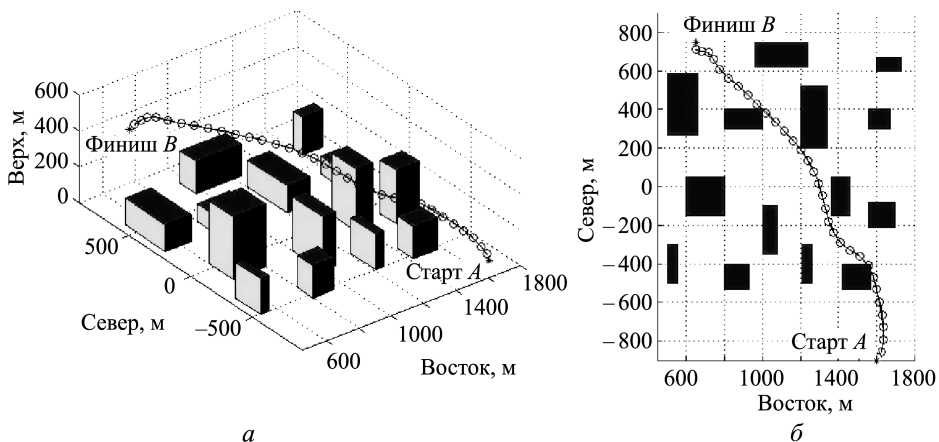 600
400
200
0
Верх, м
Финиш B
500
0
−500
Север, м
Старт A
600
1000
1400
1800
Восток, м
а
Финиш B
800
600
400
200
0
−200
−400
−600
−800
Север, м
Старт A
600 1000 1400 1800
Восток, м
б